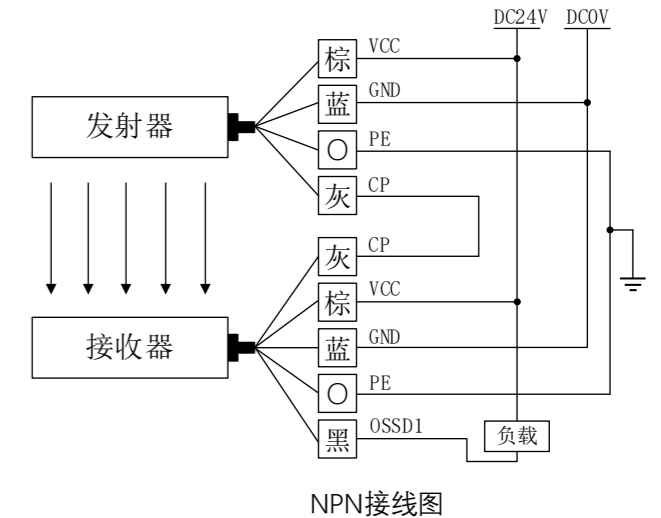 DC24V DC0V
棕 VCC
蓝 GND
发射器
O PE
灰 CP
灰 CP
棕 VCC
接收器
蓝 GND
O PE
黑 OSSD1
负载
NPN接线图